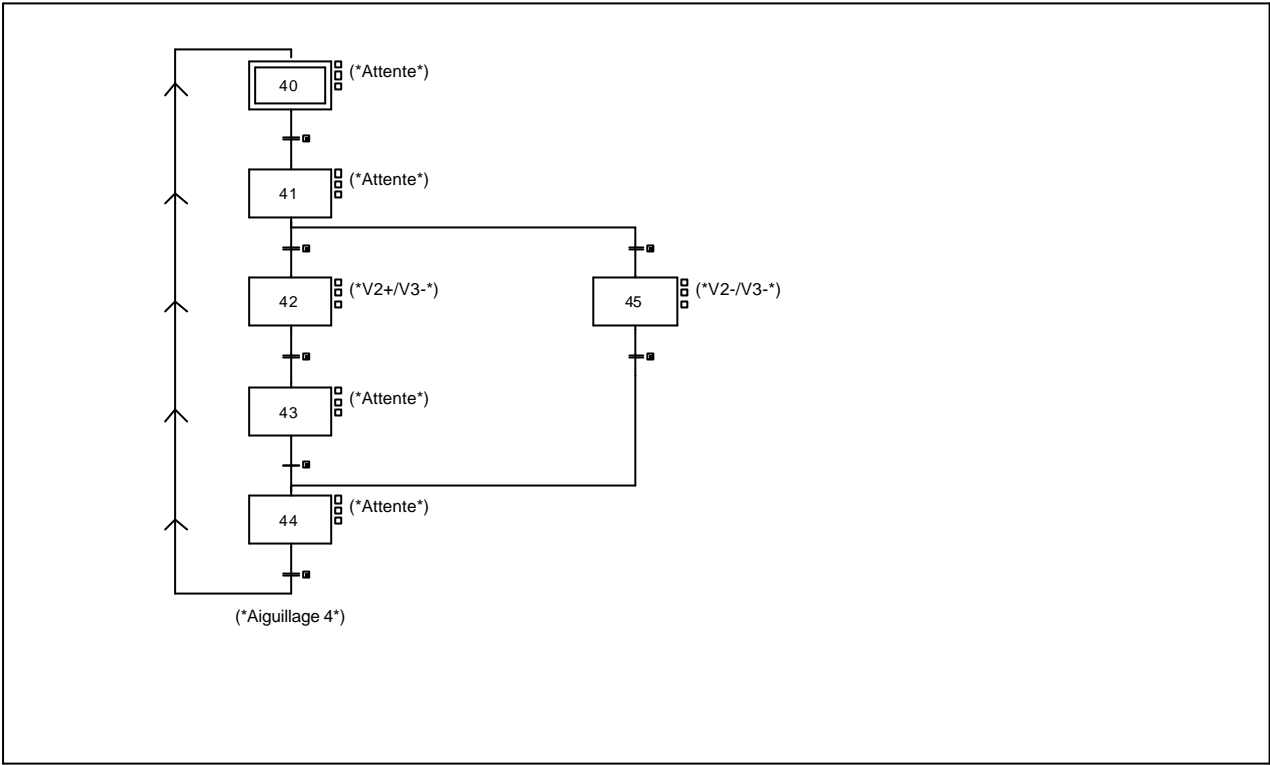 40 (*Attente*)
41 (*Attente*)
42 (*V2+/V3-*)
45 (*V2-/V3-*)
43 (*Attente*)
44 (*Attente*)
(*Aiguillage 4*)